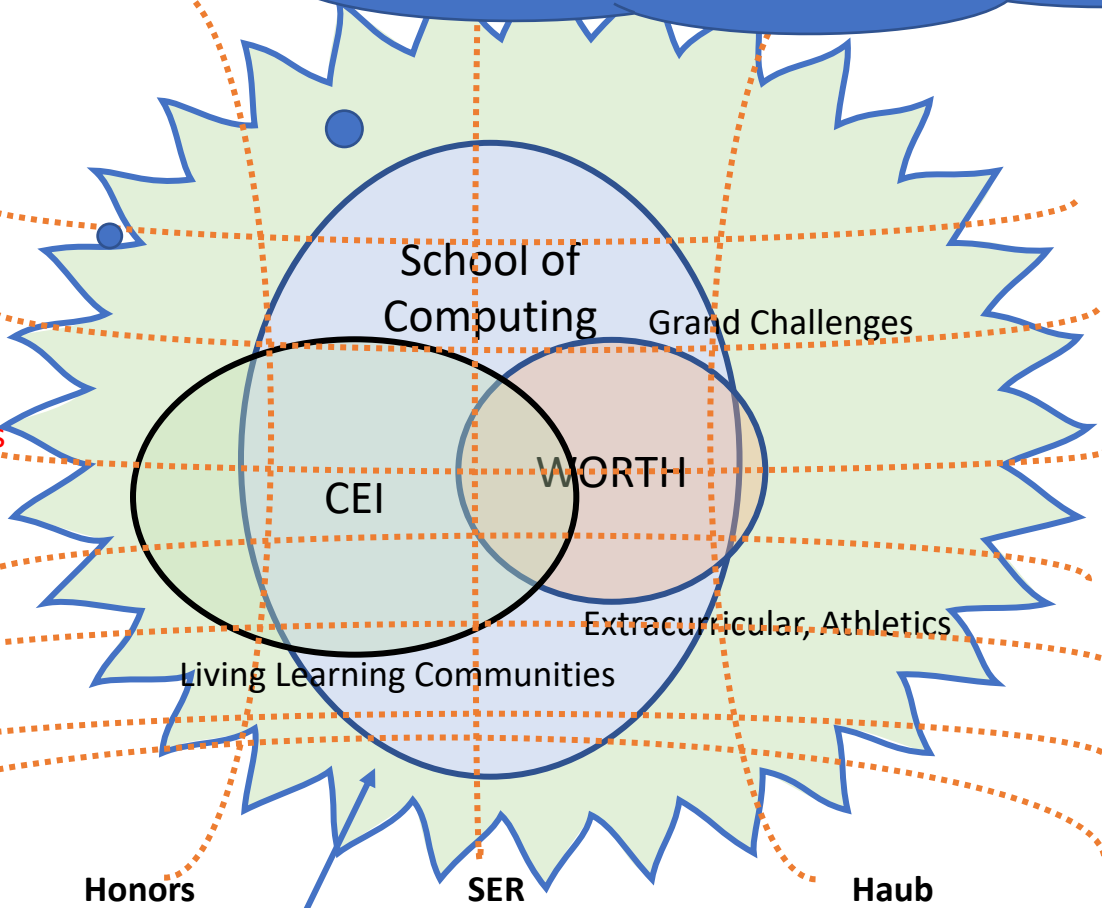 School of
Computing
Grand Challenges
s
WORTH
CEI
Extracurricular, Athletics
Living Learning Communities
Honors
SER
Haub